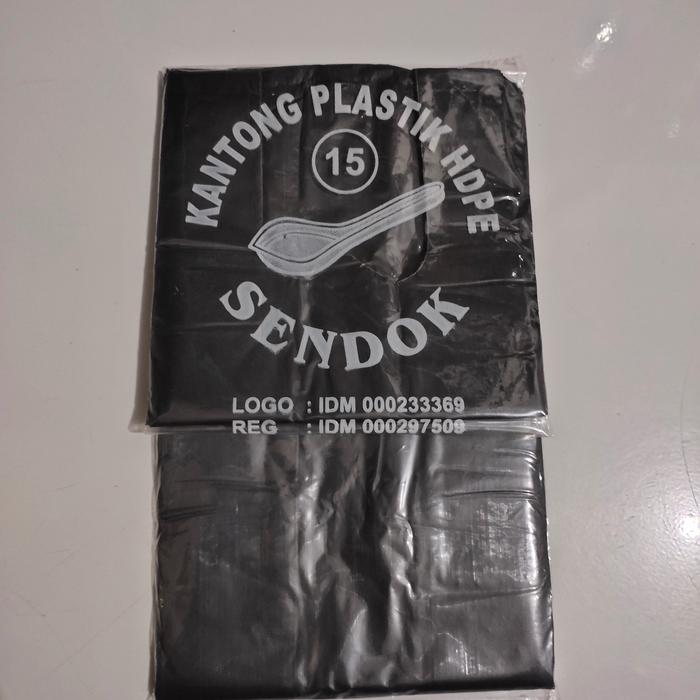 KANTONG PLASTIK HDPE
15
SENDOK
LOGO : IDM 000233369
REG : IDM 000297509